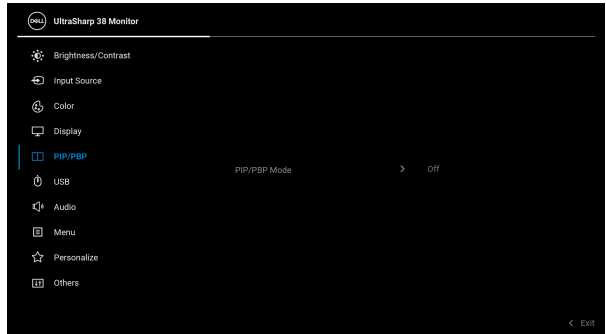 DELL UltraSharp 38 Monitor
Brightness/Contrast
Input Source
Color
Display
PIP/PBP
PIP/PBP Mode > Off
USB
Audio
Menu
Personalize
Others
< Exit